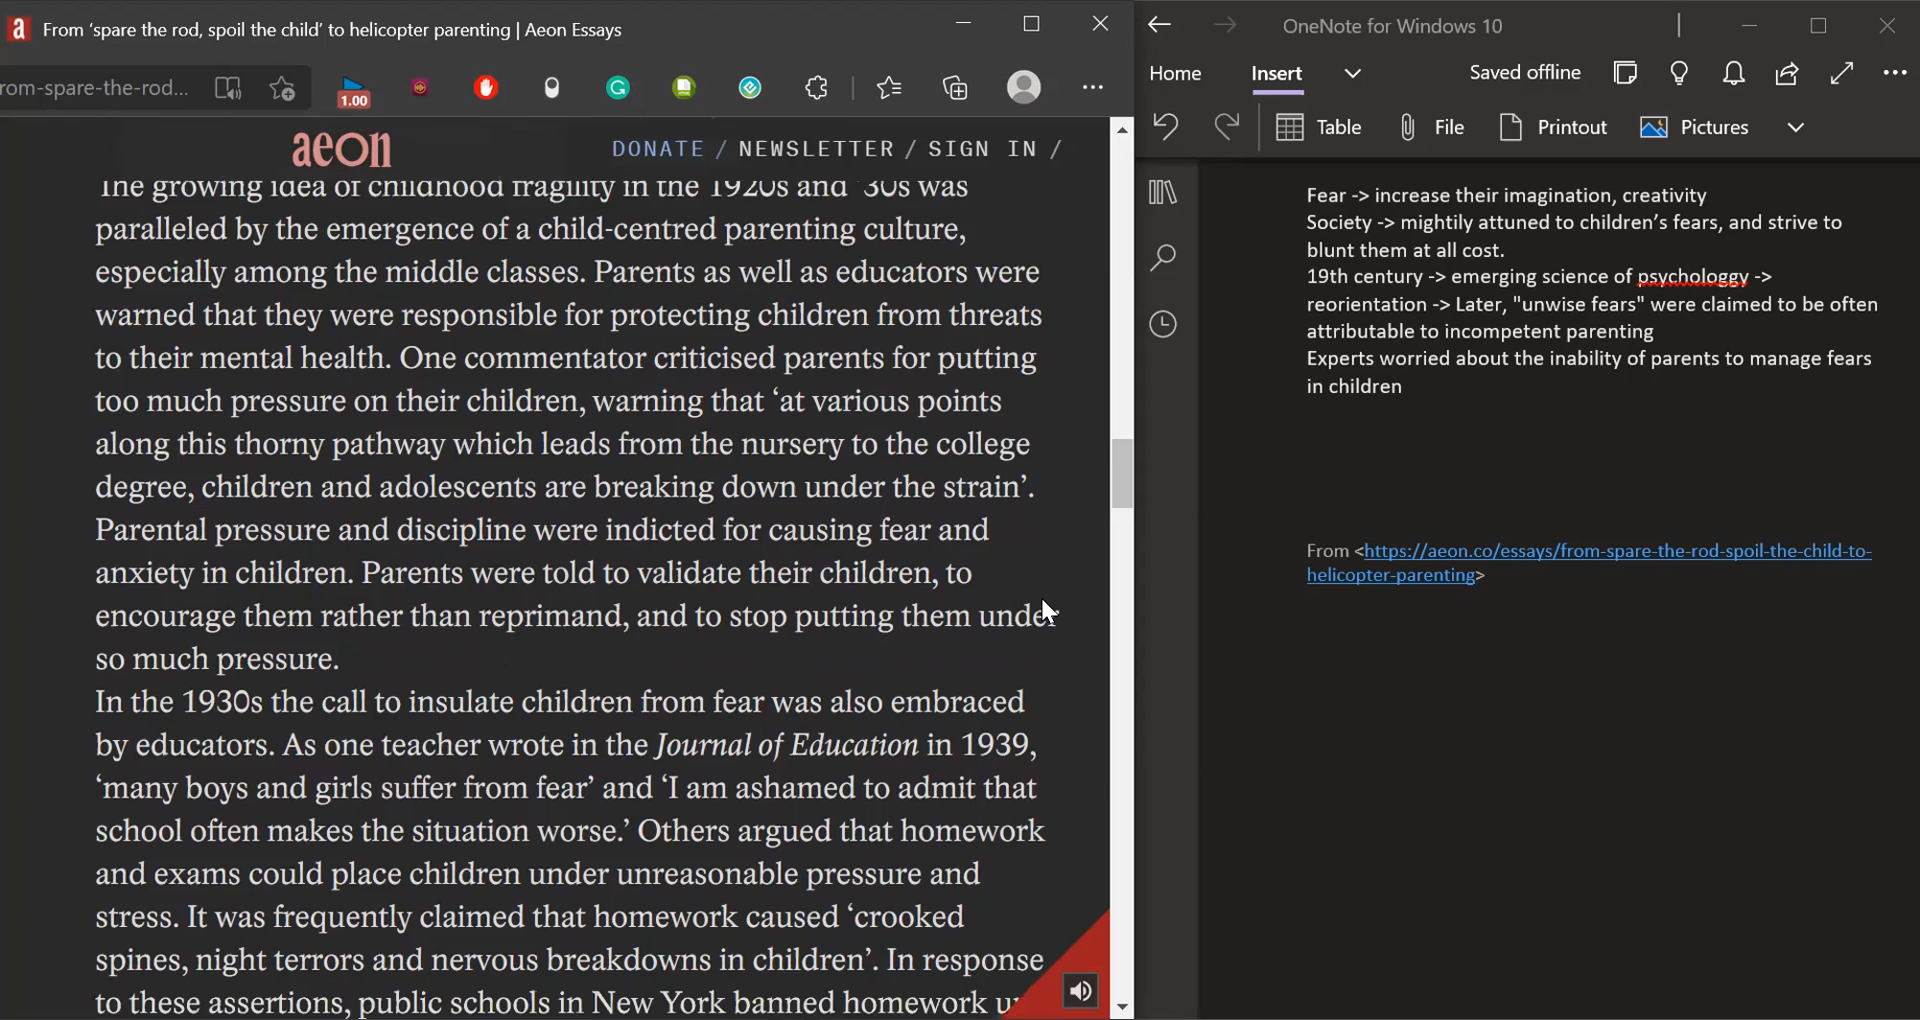 From ‘spare the rod, spoil the child’ to helicopter parenting | Aeon Essays
rom-spare-the-rod...
1.00
aeon
DONATE / NEWSLETTER / SIGN IN /
The growing idea of childhood fragility in the 1920s and ’30s was
paralleled by the emergence of a child-centred parenting culture,
especially among the middle classes. Parents as well as educators were
warned that they were responsible for protecting children from threats
to their mental health. One commentator criticised parents for putting
too much pressure on their children, warning that ‘at various points
along this thorny pathway which leads from the nursery to the college
degree, children and adolescents are breaking down under the strain’.
Parental pressure and discipline were indicted for causing fear and
anxiety in children. Parents were told to validate their children, to
encourage them rather than reprimand, and to stop putting them under
so much pressure.
In the 1930s the call to insulate children from fear was also embraced
by educators. As one teacher wrote in the Journal of Education in 1939,
‘many boys and girls suffer from fear’ and ‘I am ashamed to admit that
school often makes the situation worse.’ Others argued that homework
and exams could place children under unreasonable pressure and
stress. It was frequently claimed that homework caused ‘crooked
spines, night terrors and nervous breakdowns in children’. In response
to these assertions, public schools in New York banned homework
OneNote for Windows 10
Home Insert Saved offline
Table File Printout Pictures
Fear -> increase their imagination, creativity
Society -> mightily attuned to children’s fears, and strive to
blunt them at all cost.
19th century -> emerging science of psychologgy ->
reorientation -> Later, "unwise fears" were claimed to be often
attributable to incompetent parenting
Experts worried about the inability of parents to manage fears
in children
From <https://aeon.co/essays/from-spare-the-rod-spoil-the-child-to-
helicopter-parenting>